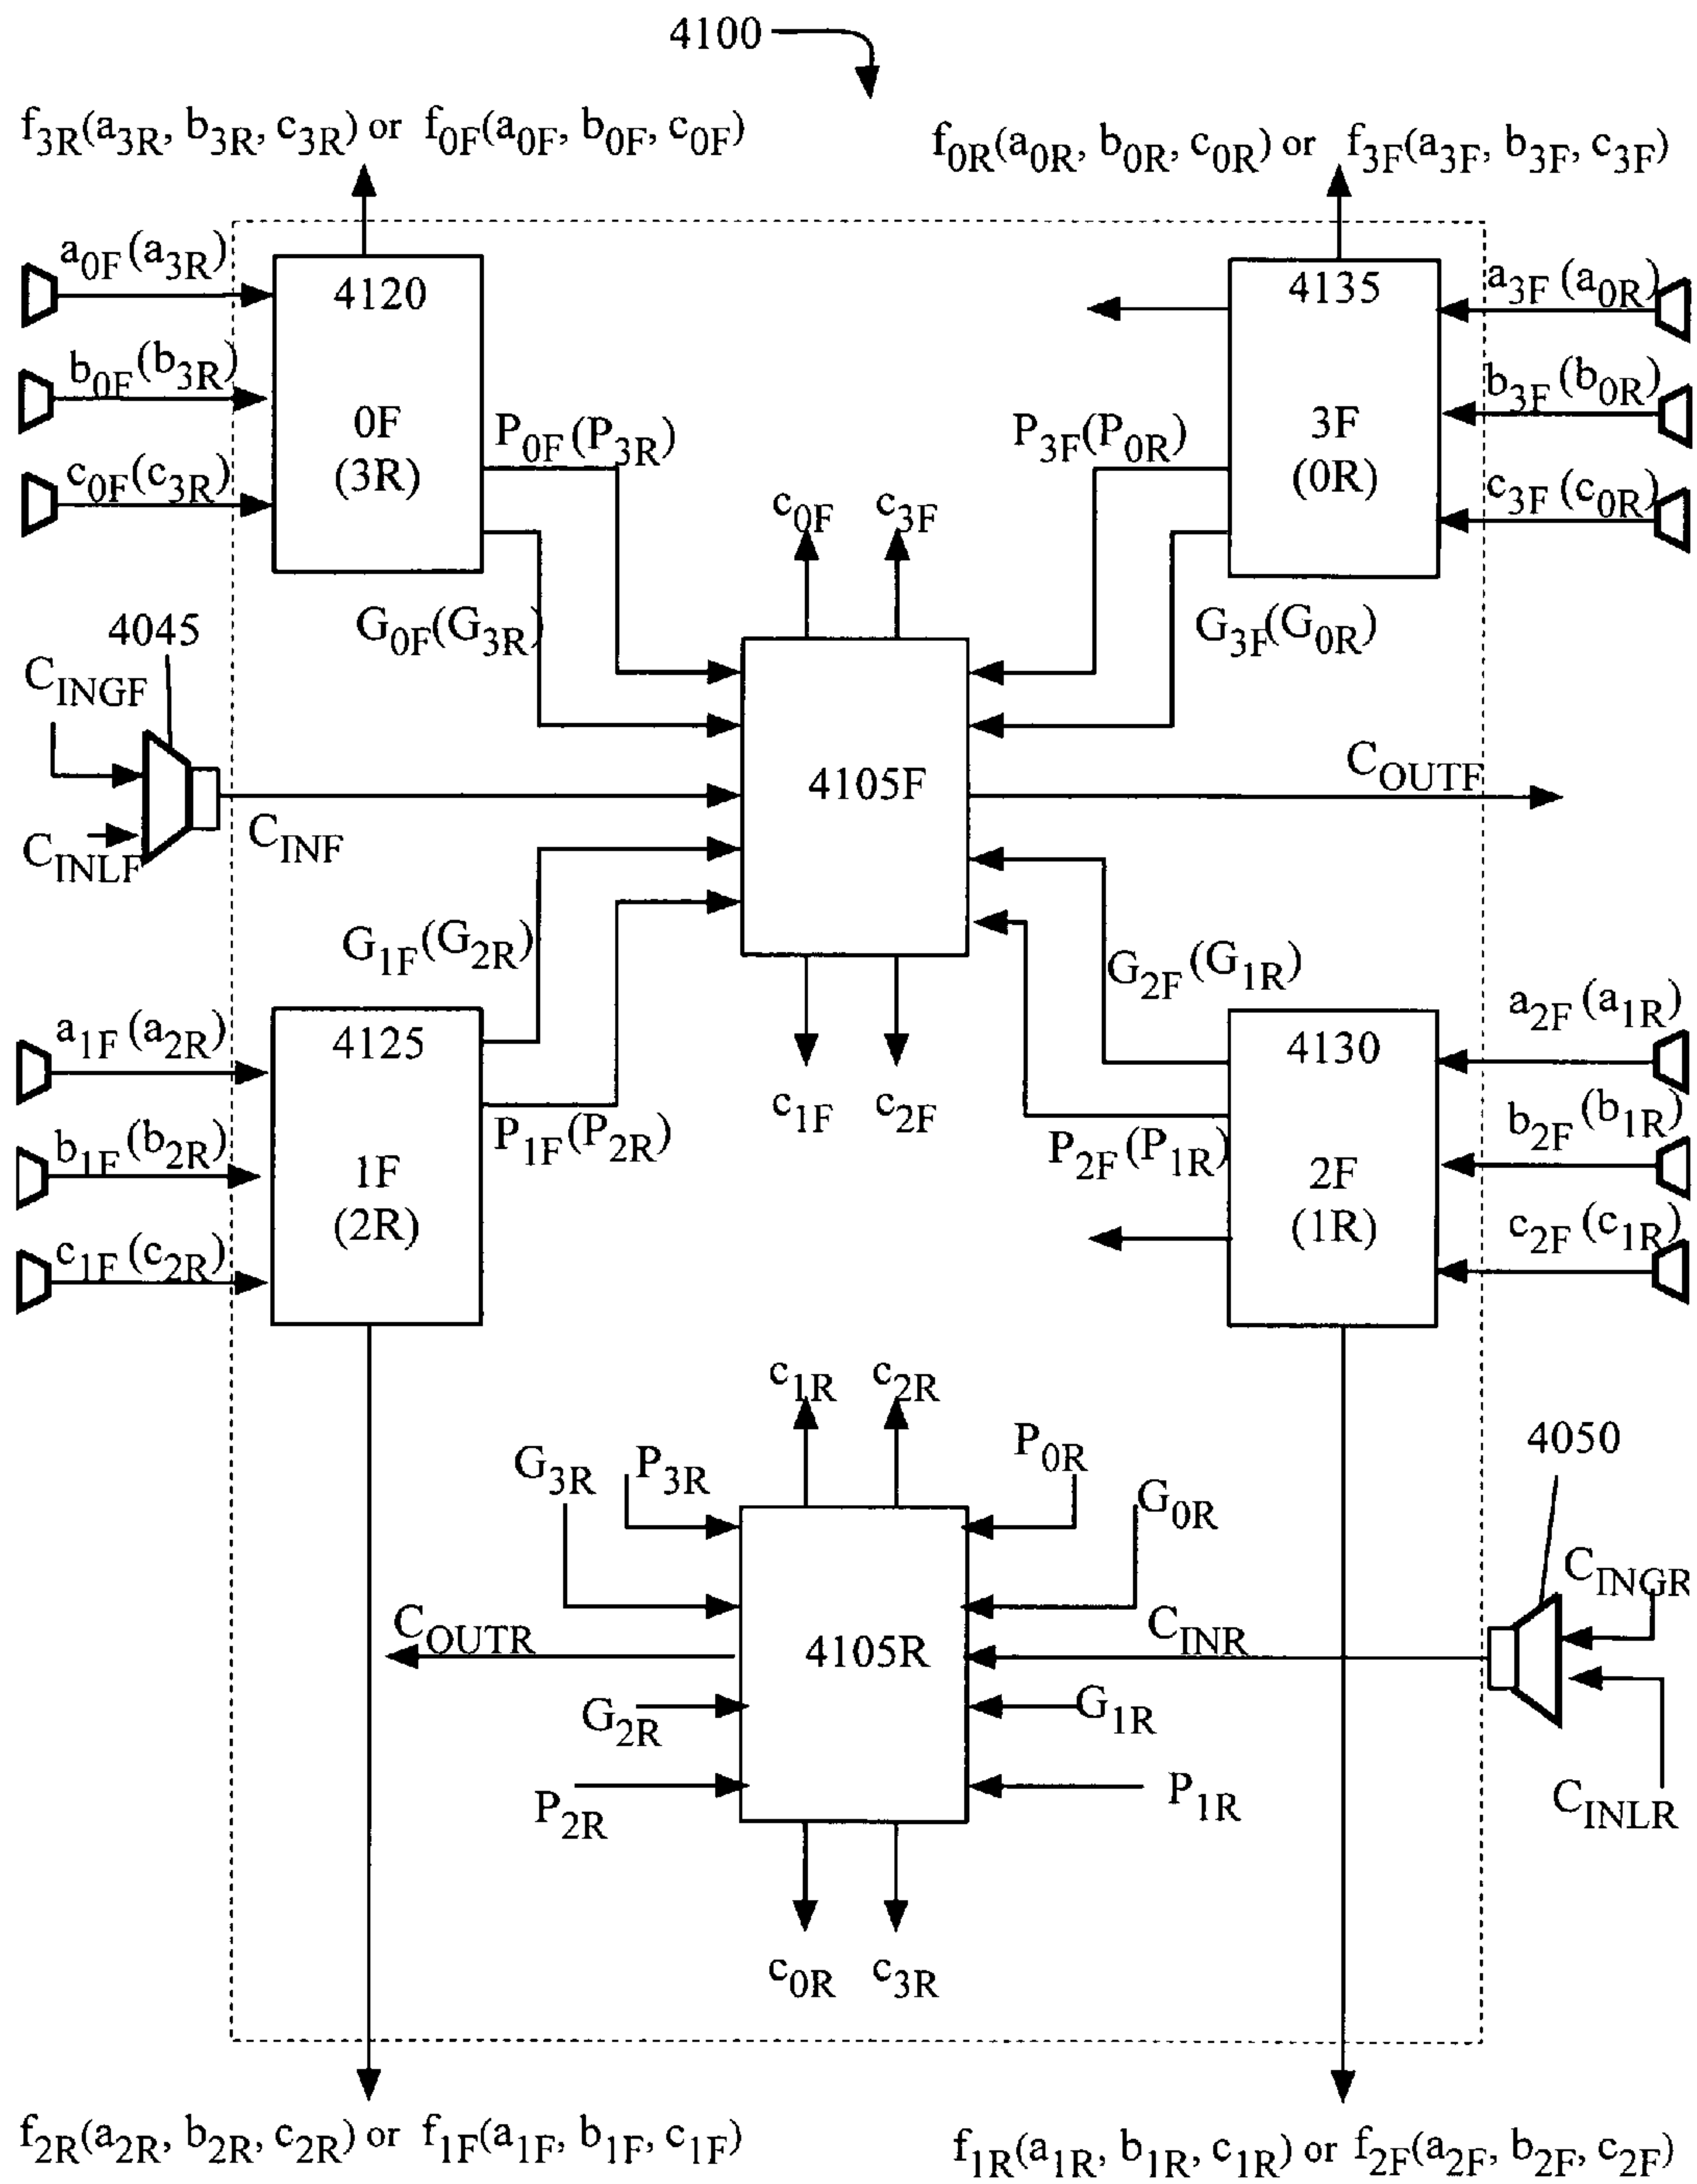 4100
f3R(a3R, b3R, c3R) or f0F(a0F, b0F, c0F)
f0R(a0R, b0R, c0R) or f3F(a3F, b3F, c3F)
a0F (a3R)
4120
4135
a3F (a0R)
b0F (b3R)
b3F (b0R)
0F
(3R)
P0F (P3R)
P3F(P0R)
3F
(0R)
c0F(c3R)
c3F (c0R)
c0F
c3F
4045
G0F(G3R)
G3F(G0R)
CINGF
4105F
COUTF
CINLF
CINF
G1F(G2R)
G2F (G1R)
a1F (a2R)
4125
4130
a2F (a1R)
c1F
c2F
b1F (b2R)
P1F (P2R)
P2F (P1R)
b2F (b1R)
1F
(2R)
2F
(1R)
c1F (c2R)
c2F (c1R)
c1R
c2R
G3R
P3R
P0R
4050
G0R
CINGR
COUTR
4105R
CINR
G2R
G1R
P2R
P1R
CINLR
c0R
c3R
f2R(a2R, b2R, c2R) or f1F(a1F, b1F, c1F)
f1R(a1R, b1R, c1R) or f2F(a2F, b2F, c2F)